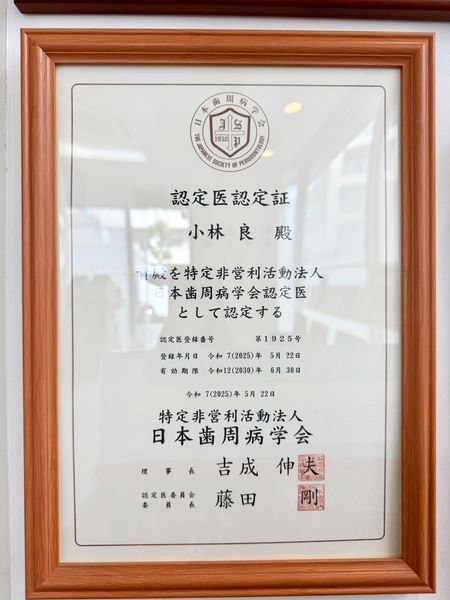 日本歯周病学会
THE JAPANESE SOCIETY OF PERIODONTOLOGY
J S
1958
P
認定医認定証
小林 良 殿
貴殿を特定非営利活動法人
日本歯周病学会認定医
として認定する
認定医登録番号 第1925号
登録年月日 令和 7(2025)年 5月 22日
有効期限 令和12(2030)年 6月 30日
令和 7(2025)年 5月 22日
特定非営利活動法人
日本歯周病学会
理事長 吉成 伸夫
認定医委員会
委員長 藤田 剛